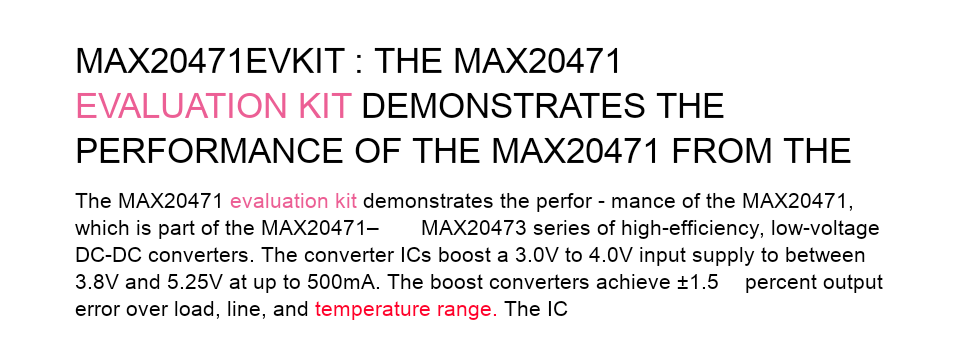 MAX20471EVKIT : THE MAX20471
EVALUATION KIT DEMONSTRATES THE
PERFORMANCE OF THE MAX20471 FROM THE
The MAX20471 evaluation kit demonstrates the perfor - mance of the MAX20471,
which is part of the MAX20471– MAX20473 series of high-efficiency, low-voltage
DC-DC converters. The converter ICs boost a 3.0V to 4.0V input supply to between
3.8V and 5.25V at up to 500mA. The boost converters achieve ±1.5 percent output
error over load, line, and temperature range. The IC